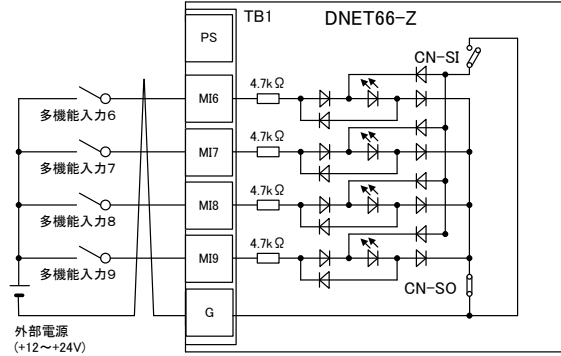 TB1
DNET66-Z
PS
CN-SI
MI6
4.7kΩ
多機能入力6
MI7
4.7kΩ
多機能入力7
MI8
4.7kΩ
多機能入力8
MI9
4.7kΩ
多機能入力9
CN-SO
G
外部電源
(+12～+24V)